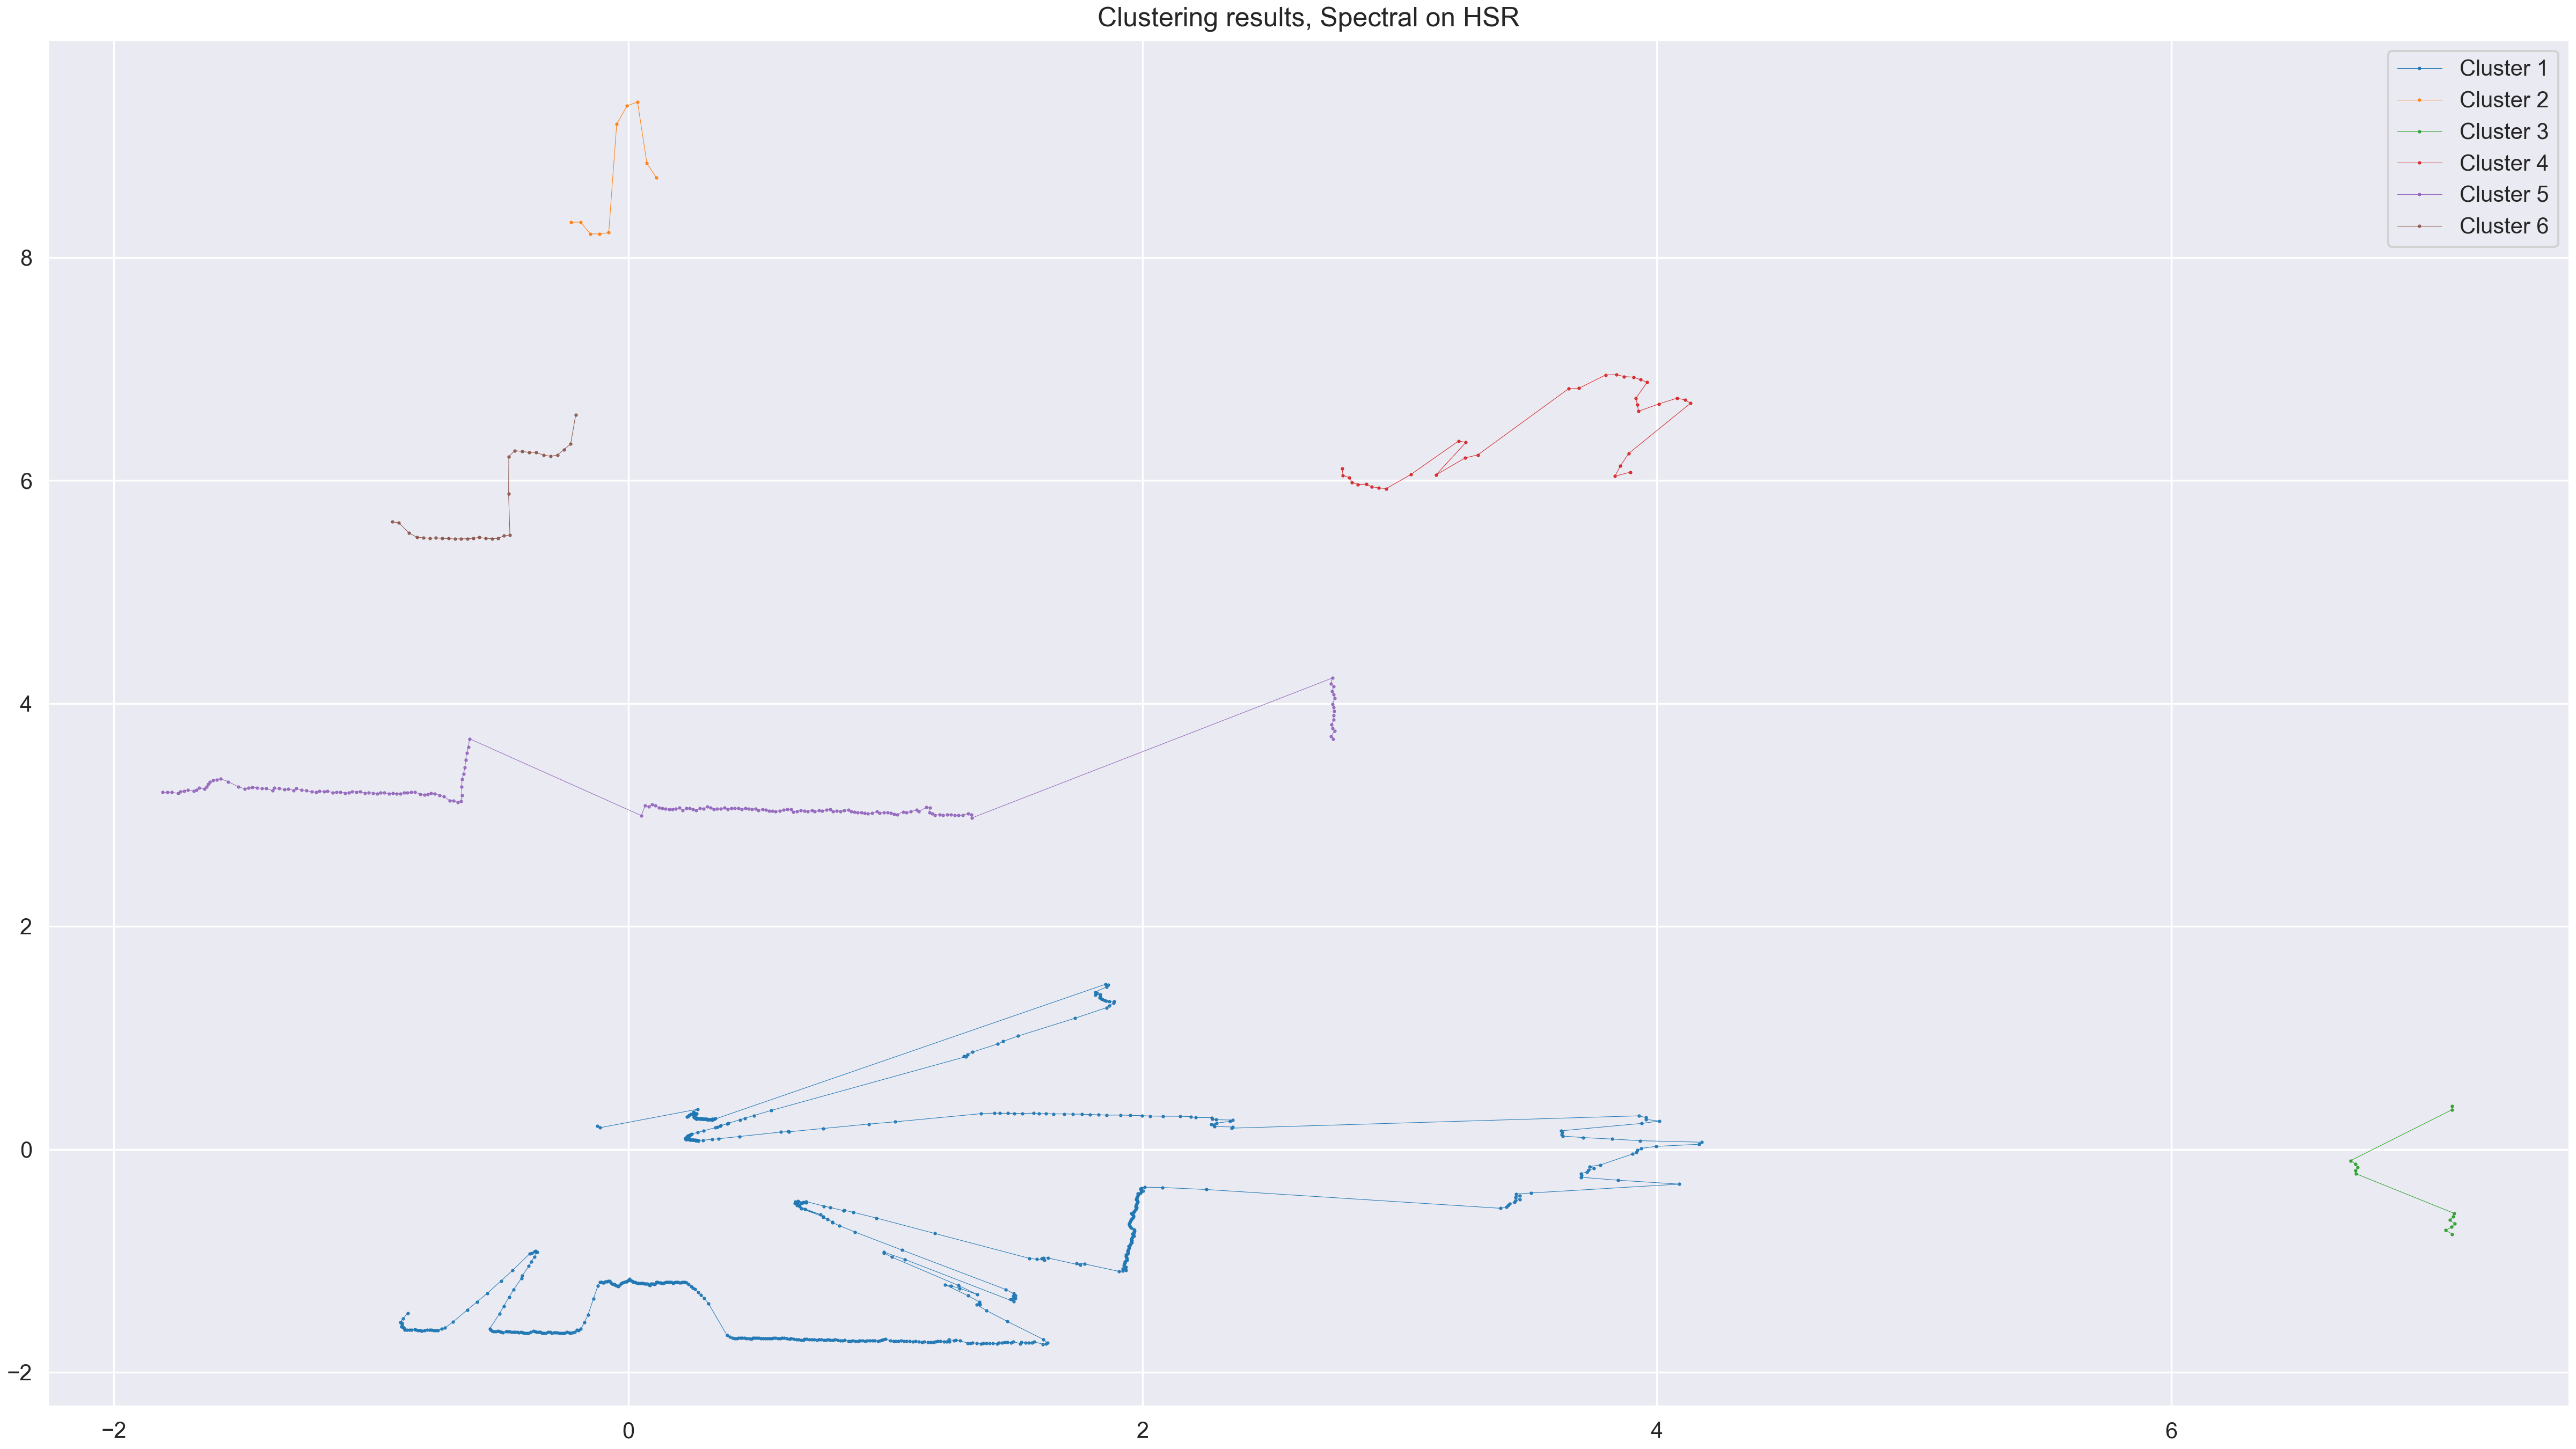 Clustering results, Spectral on HSR
Cluster 1
Cluster 2
Cluster 3
Cluster 4
Cluster 5
Cluster 6
8
6
4
2
0
−2
−2 0 2 4 6